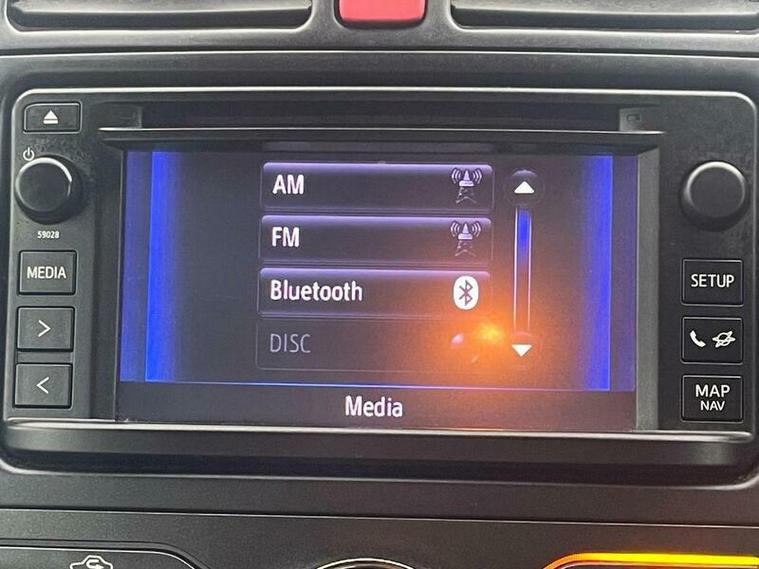 AM
FM
Bluetooth
DISC
Media
59028
MEDIA
SETUP
MAP
NAV